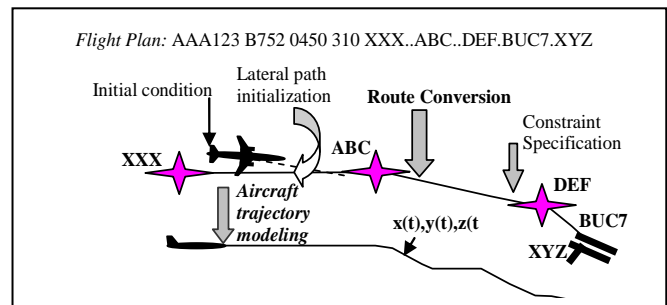 Flight Plan: AAA123 B752 0450 310 XXX..ABC..DEF.BUC7.XYZ
Lateral path
initialization
Initial condition
Route Conversion
Constraint
Specification
XXX
ABC
DEF
BUC7
XYZ
Aircraft
trajectory
modeling
x(t),y(t),z(t